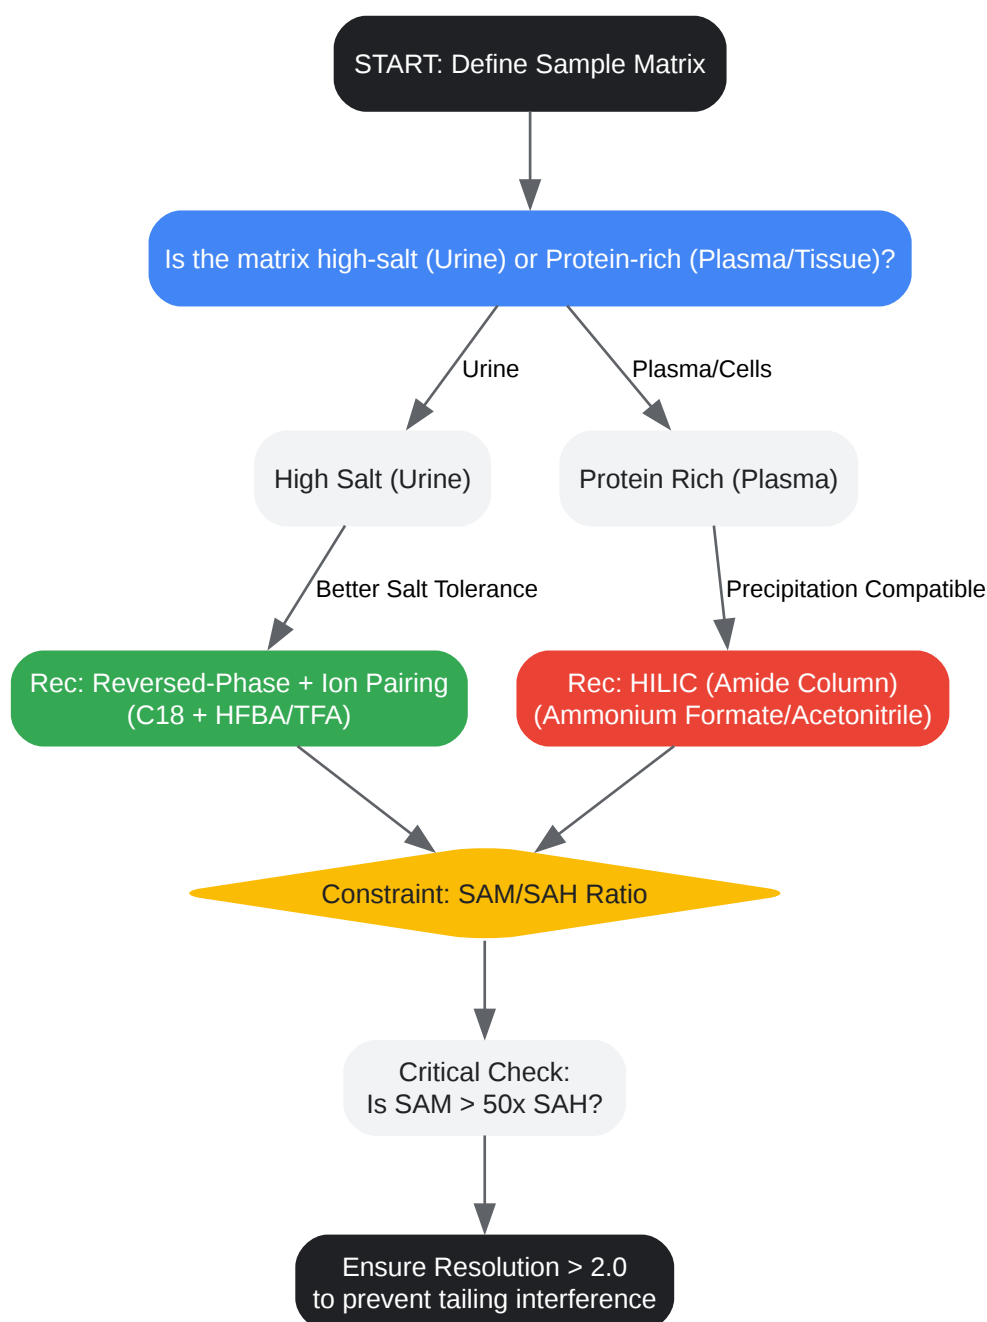 START: Define Sample Matrix
Is the matrix high-salt (Urine) or Protein-rich (Plasma/Tissue)?
Urine
Plasma/Cells
High Salt (Urine)
Protein Rich (Plasma)
Better Salt Tolerance
Precipitation Compatible
Rec: Reversed-Phase + Ion Pairing
(C18 + HFBA/TFA)
Rec: HILIC (Amide Column)
(Ammonium Formate/Acetonitrile)
Constraint: SAM/SAH Ratio
Critical Check:
Is SAM > 50x SAH?
Ensure Resolution > 2.0
to prevent tailing interference